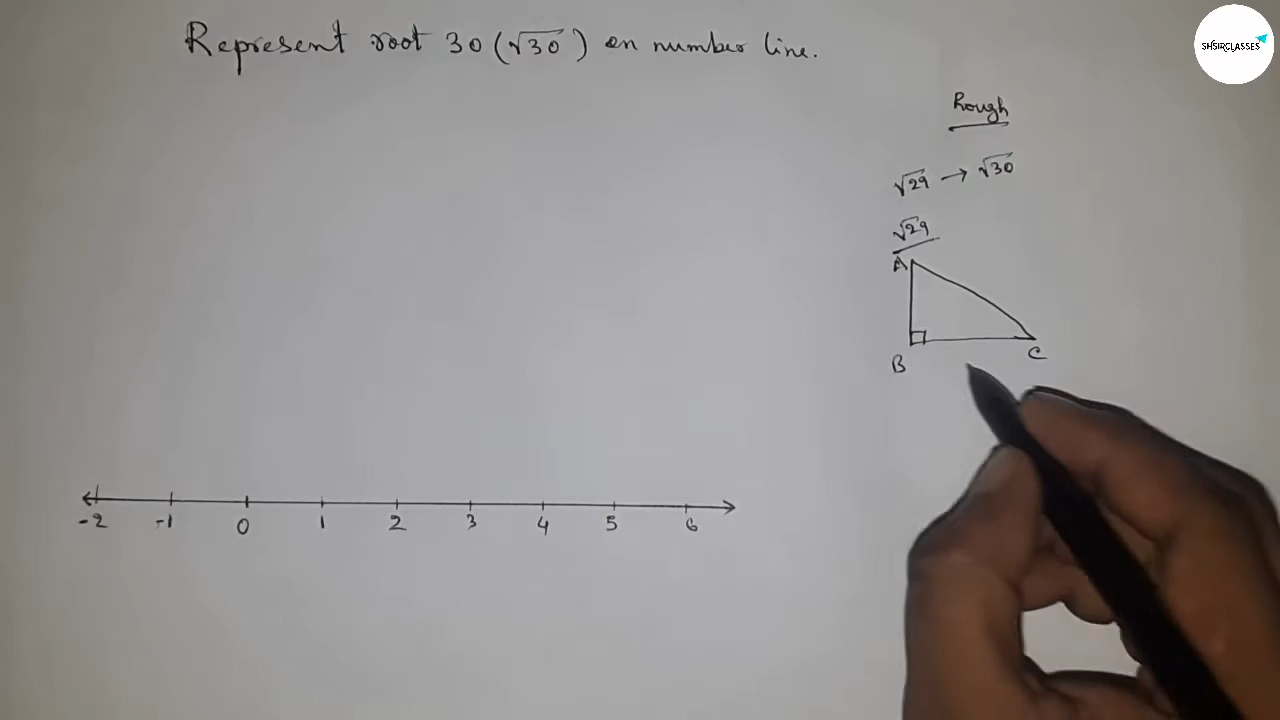 Represent root 30 (√30) on number line.
SHSIRCLASSES
Rough
√29 → √30
√29
A
B C
-2 -1 0 1 2 3 4 5 6